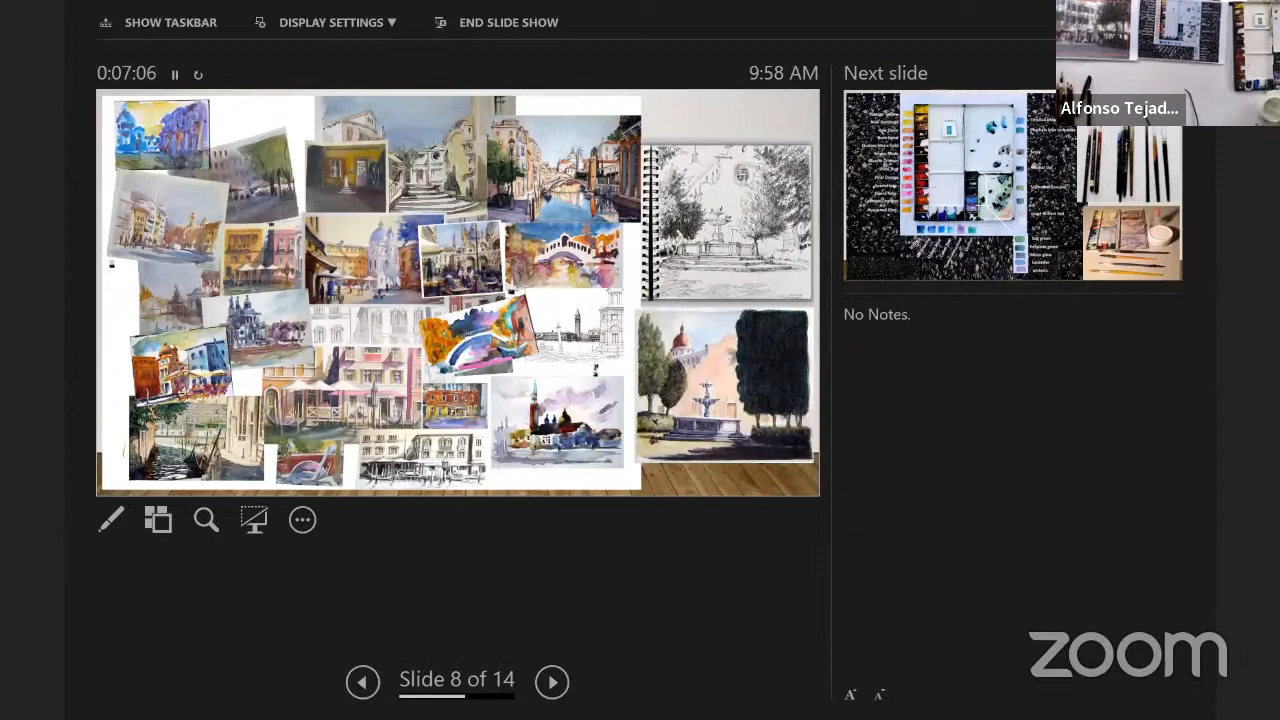 SHOW TASKBAR
DISPLAY SETTINGS ▼
END SLIDE SHOW
0:07:06
9:58 AM
Next slide
Alfonso Tejad...
No Notes.
Slide 8 of 14
A A
zoom